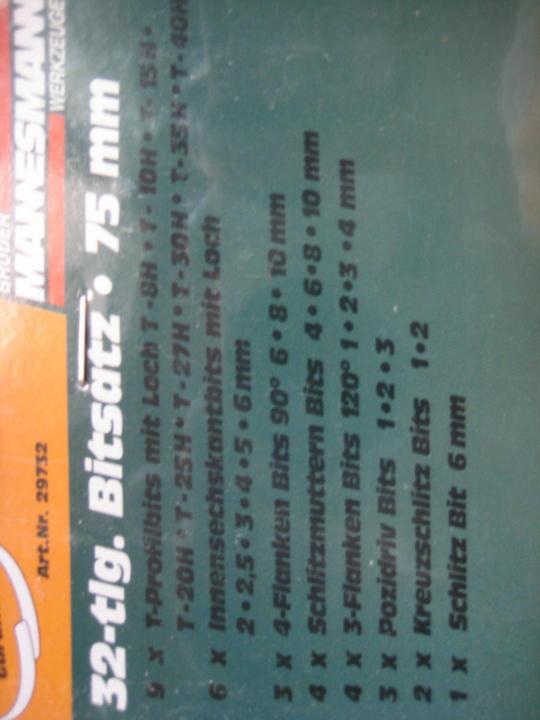 BRÜDER
MANNESMANN
WERKZEUGE
Art.Nr. 29732
32-tlg. Bitsatz • 75 mm
9 x T-Profilbits mit Loch T -8H • T- 10H • T- 15H •
T-20H • T-25H • T-27H • T-30H • T-35H • T-40H
6 x Innensechskantbits mit Loch
2 • 2,5 • 3 • 4 • 5 • 6 mm
3 x 4-Flanken Bits 90° 6 • 8 • 10 mm
4 x Schlitzmuttern Bits 4 • 6 • 8 • 10 mm
4 x 3-Flanken Bits 120° 1 • 2 • 3 • 4 mm
3 x Pozidriv Bits 1 • 2 • 3
2 x Kreuzschlitz Bits 1 • 2
1 x Schlitz Bit 6 mm